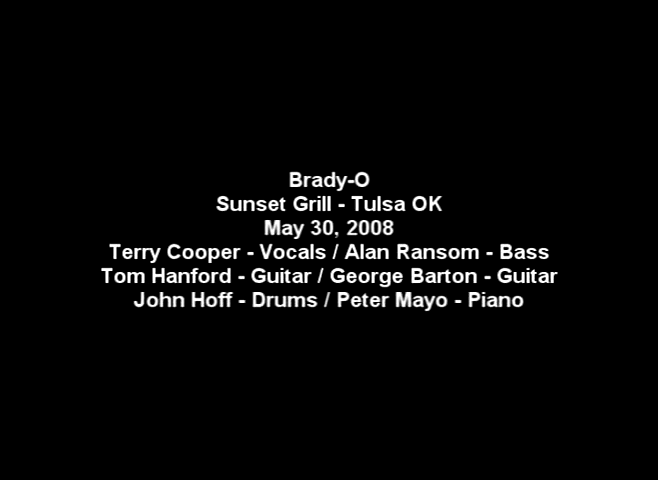 Brady-O
Sunset Grill - Tulsa OK
May 30, 2008
Terry Cooper - Vocals / Alan Ransom - Bass
Tom Hanford - Guitar / George Barton - Guitar
John Hoff - Drums / Peter Mayo - Piano